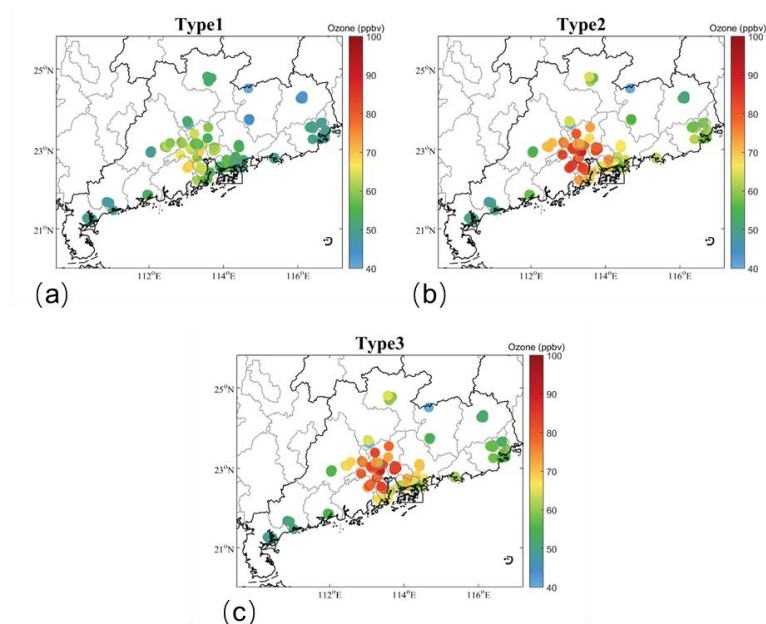 Type1
Ozone (ppbv)
100
90
80
70
60
50
40
25°N
23°N
21°N
112°E
114°E
116°E
(a)
Type2
Ozone (ppbv)
100
90
80
70
60
50
40
25°N
23°N
21°N
112°E
114°E
116°E
(b)
Type3
Ozone (ppbv)
100
90
80
70
60
50
40
25°N
23°N
21°N
112°E
114°E
116°E
(c)